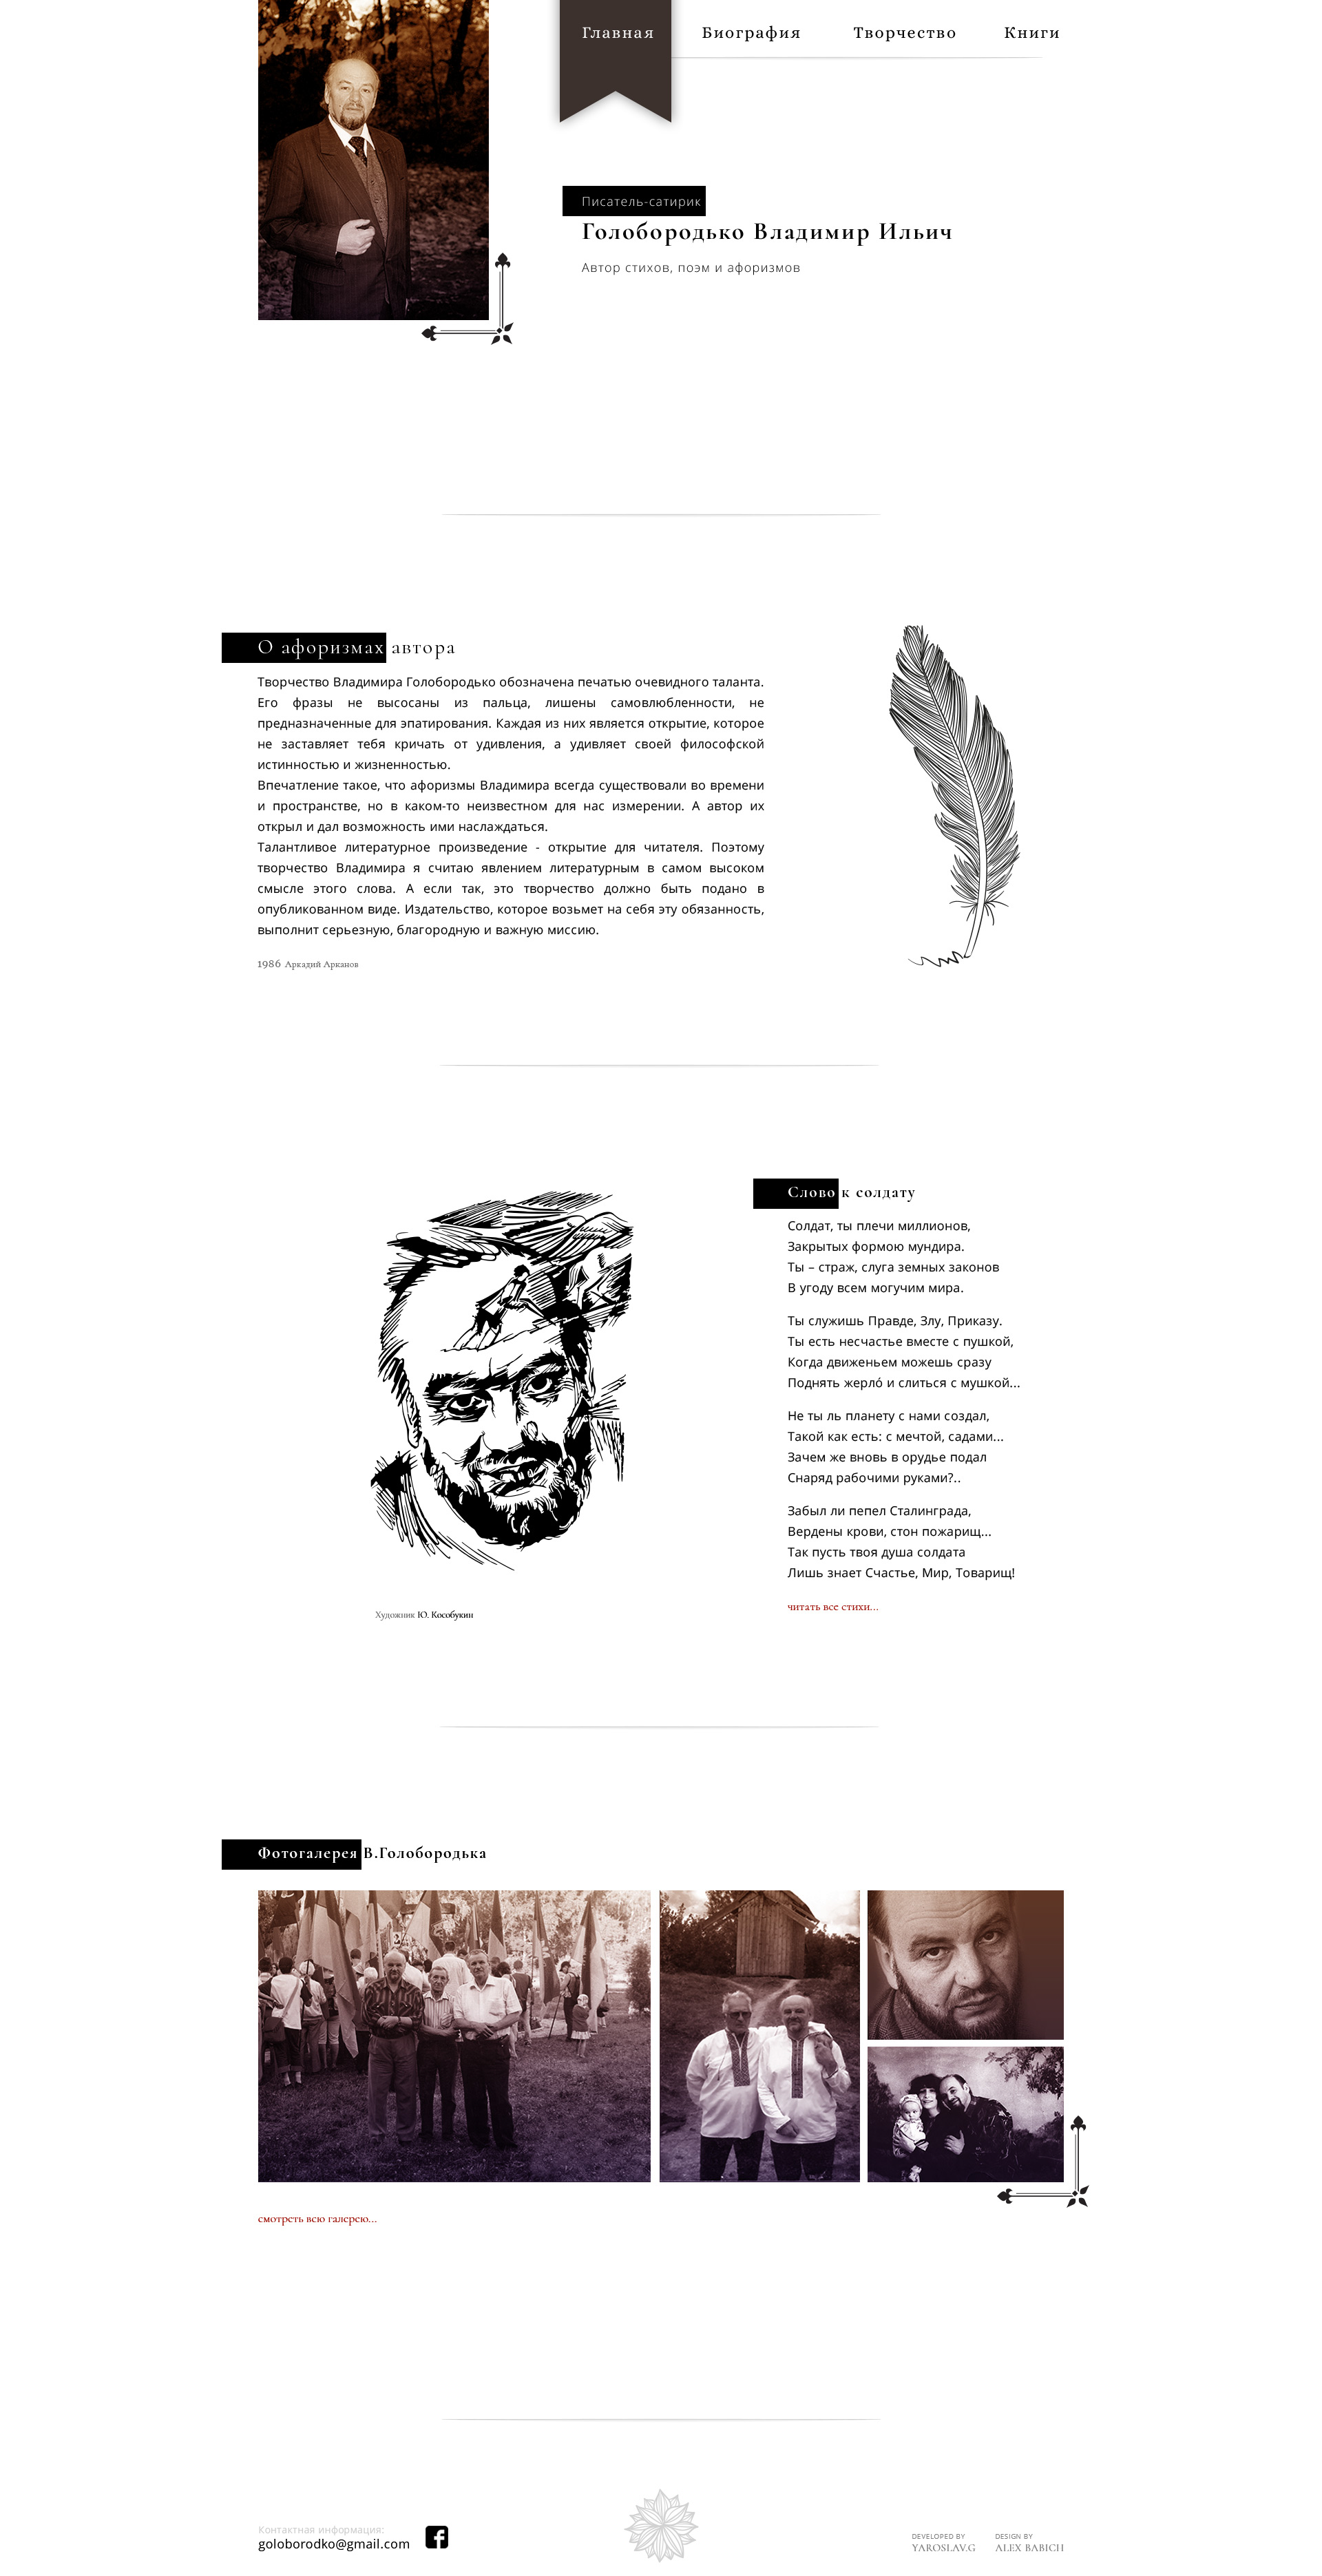 Главная Биография Творчество Книги
Писатель-сатирик
Голобородько Владимир Ильич
Автор стихов, поэм и афоризмов
О афоризмах автора
Творчество Владимира Голобородько обозначена печатью очевидного таланта.
Его фразы не высосаны из пальца, лишены самовлюбленности, не
предназначенные для эпатирования. Каждая из них является открытие, которое
не заставляет тебя кричать от удивления, а удивляет своей философской
истинностью и жизненностью.
Впечатление такое, что афоризмы Владимира всегда существовали во времени
и пространстве, но в каком-то неизвестном для нас измерении. А автор их
открыл и дал возможность ими наслаждаться.
Талантливое литературное произведение - открытие для читателя. Поэтому
творчество Владимира я считаю явлением литературным в самом высоком
смысле этого слова. А если так, это творчество должно быть подано в
опубликованном виде. Издательство, которое возьмет на себя эту обязанность,
выполнит серьезную, благородную и важную миссию.
1986 Аркадий Арканов
Слово к солдату
Солдат, ты плечи миллионов,
Закрытых формою мундира.
Ты – страж, слуга земных законов
В угоду всем могучим мира.
Ты служишь Правде, Злу, Приказу.
Ты есть несчастье вместе с пушкой,
Когда движеньем можешь сразу
Поднять жерло́ и слиться с мушкой...
Не ты ль планету с нами создал,
Такой как есть: с мечтой, садами...
Зачем же вновь в орудье подал
Снаряд рабочими руками?..
Забыл ли пепел Сталинграда,
Вердены крови, стон пожарищ...
Так пусть твоя душа солдата
Лишь знает Счастье, Мир, Товарищ!
читать все стихи...
Художник Ю. Кособукин
Фотогалерея В.Голобородька
смотреть всю галерею...
Контактная информация:
goloborodko@gmail.com
DEVELOPED BY
YAROSLAV.G
DESIGN BY
ALEX BABICH